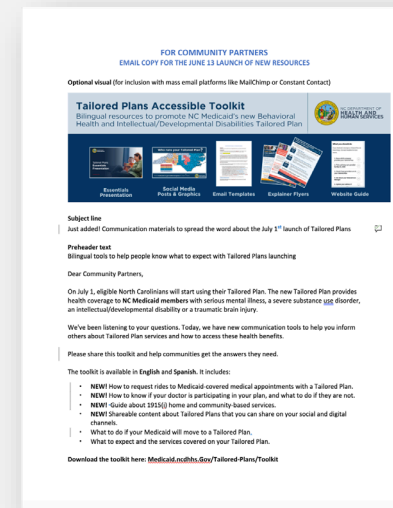 FOR COMMUNITY PARTNERS
EMAIL COPY FOR THE JUNE 13 LAUNCH OF NEW RESOURCES
Optional visual (for inclusion with mass email platforms like MailChimp or Constant Contact)
Tailored Plans Accessible Toolkit
Bilingual resources to promote NC Medicaid's new Behavioral
Health and Intellectual/Developmental Disabilities Tailored Plan
NC DEPARTMENT OF
HEALTH AND
HUMAN SERVICES
Essentials
Presentation
Social Media
Posts & Graphics
Email Templates
Explainer Flyers
Website Guide
Subject line
Just added! Communication materials to spread the word about the July 1st launch of Tailored Plans
Preheader text
Bilingual tools to help people know what to expect with Tailored Plans launching
Dear Community Partners,
On July 1, eligible North Carolinians will start using their Tailored Plan. The new Tailored Plan provides
health coverage to NC Medicaid members with serious mental illness, a severe substance use disorder,
an intellectual/developmental disability or a traumatic brain injury.
We've been listening to your questions. Today, we have new communication tools to help you inform
others about Tailored Plan services and how to access these health benefits.
Please share this toolkit and help communities get the answers they need.
The toolkit is available in English and Spanish. It includes:
• NEW! How to request rides to Medicaid-covered medical appointments with a Tailored Plan.
• NEW! How to know if your doctor is participating in your plan, and what to do if they are not.
• NEW! Guide about 1915(i) home and community-based services.
• NEW! Shareable content about Tailored Plans that you can share on your social and digital
channels.
• What to do if your Medicaid will move to a Tailored Plan.
• What to expect and the services covered on your Tailored Plan.
Download the toolkit here: Medicaid.ncdhhs.Gov/Tailored-Plans/Toolkit